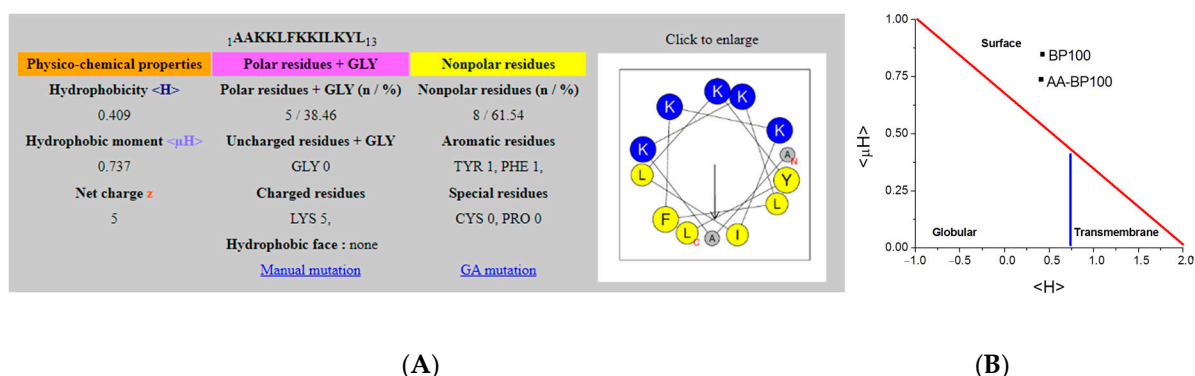 1AAKKLFKKILKYL13
Click to enlarge
Physico-chemical properties Polar residues + GLY Nonpolar residues
Hydrophobicity <H> Polar residues + GLY (n / %) Nonpolar residues (n / %)
0.409 5 / 38.46 8 / 61.54
Hydrophobic moment <μH> Uncharged residues + GLY Aromatic residues
0.737 GLY 0 TYR 1, PHE 1,
Net charge z Charged residues Special residues
5 LYS 5, CYS 0, PRO 0
Hydrophobic face : none
Manual mutation GA mutation
K K
K
K
K
A
N
L Y
L
F
L
C
A
I
1.00
0.75
0.50
0.25
0.00
<μH>
Surface
BP100
AA-BP100
Globular Transmembrane
−1.0 −0.5 0.0 0.5 1.0 1.5 2.0
<H>
(A) (B)